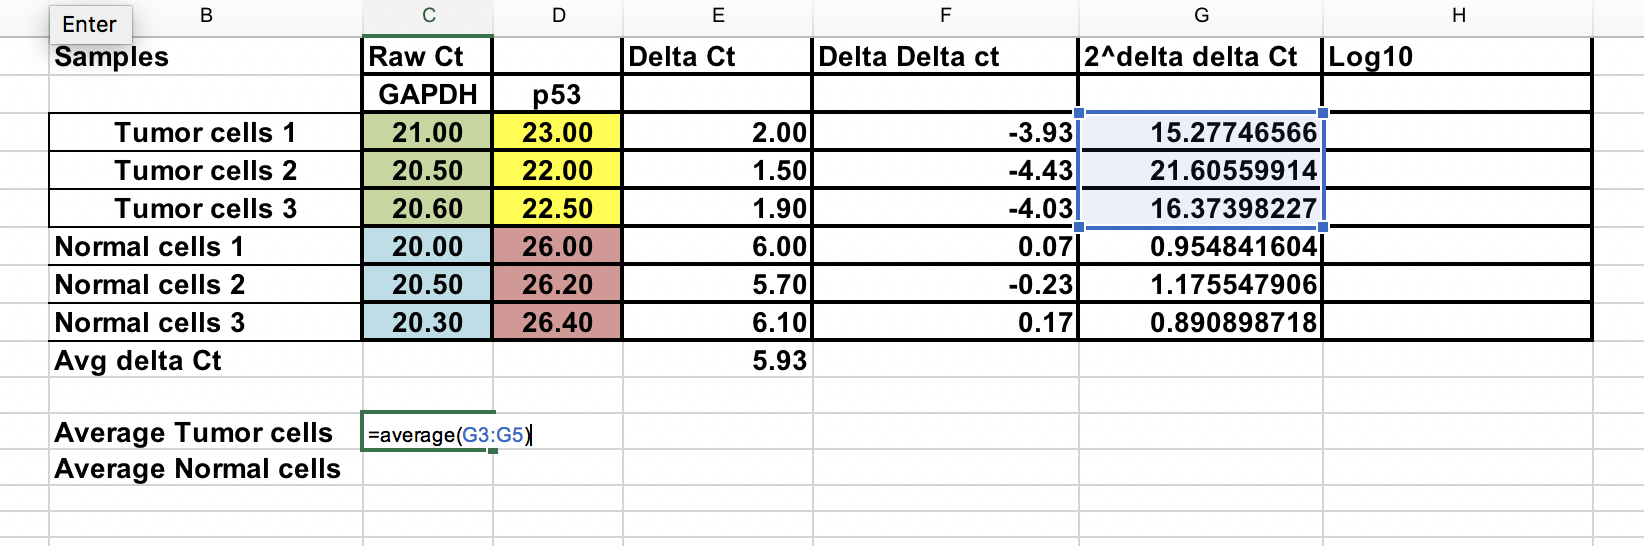 Enter B C D E F G H
Samples Raw Ct Delta Ct Delta Delta ct 2^delta delta Ct Log10
GAPDH p53
Tumor cells 1 21.00 23.00 2.00 -3.93 15.27746566
Tumor cells 2 20.50 22.00 1.50 -4.43 21.60559914
Tumor cells 3 20.60 22.50 1.90 -4.03 16.37398227
Normal cells 1 20.00 26.00 6.00 0.07 0.954841604
Normal cells 2 20.50 26.20 5.70 -0.23 1.175547906
Normal cells 3 20.30 26.40 6.10 0.17 0.890898718
Avg delta Ct 5.93
Average Tumor cells =average(G3:G5)
Average Normal cells